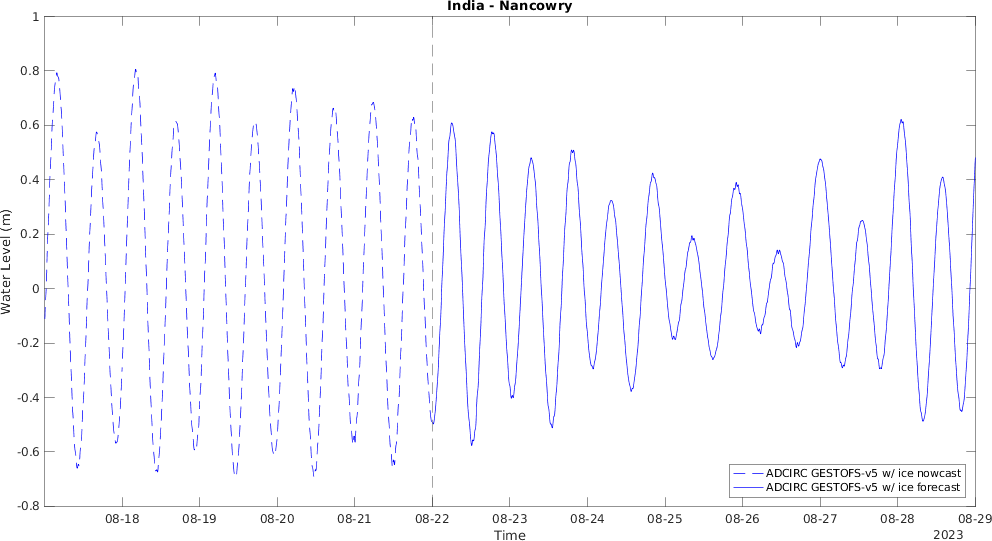 India - Nancowry
1
0.8
0.6
0.4
0.2
0
-0.2
-0.4
-0.6
-0.8
Water Level (m)
ADCIRC GESTOFS-v5 w/ ice nowcast
ADCIRC GESTOFS-v5 w/ ice forecast
08-18 08-19 08-20 08-21 08-22 08-23 08-24 08-25 08-26 08-27 08-28 08-29
Time
2023